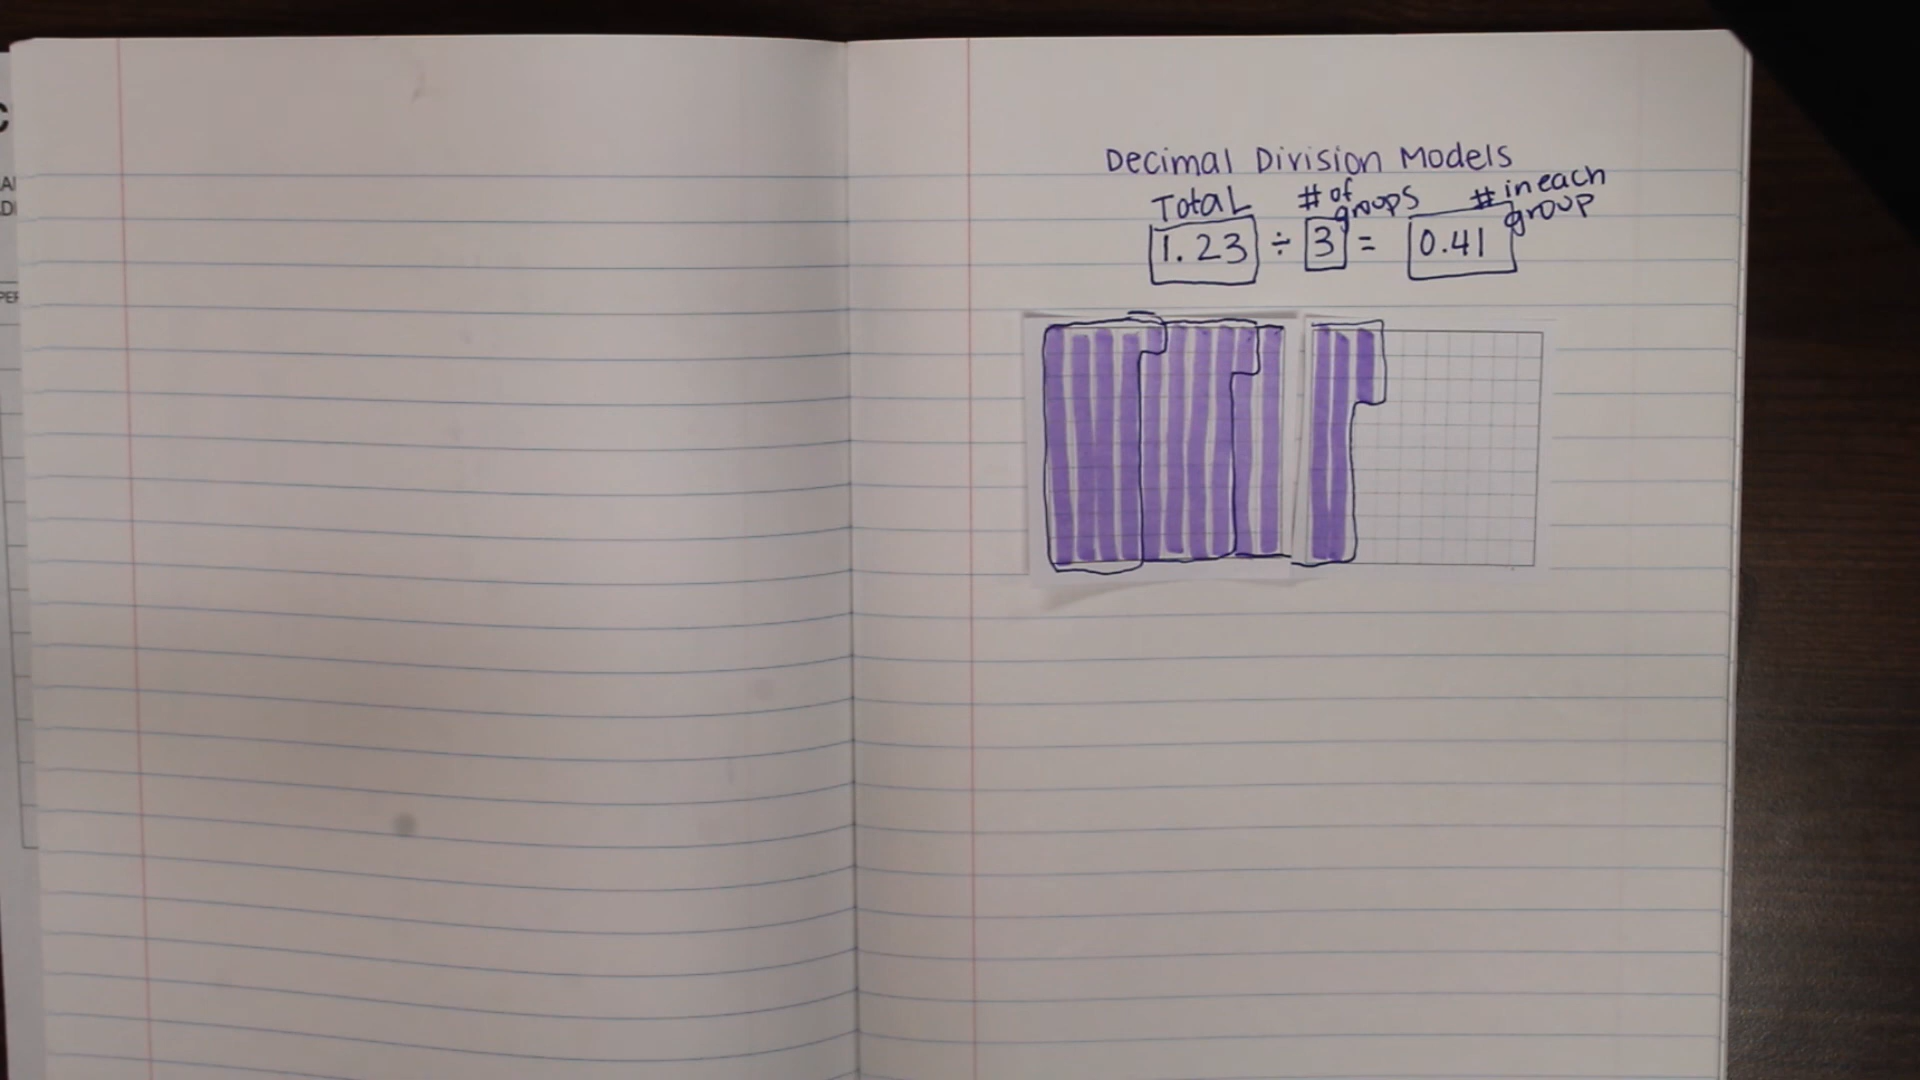 Decimal Division Models
Total # of groups # in each group
1.23 ÷ 3 = 0.41